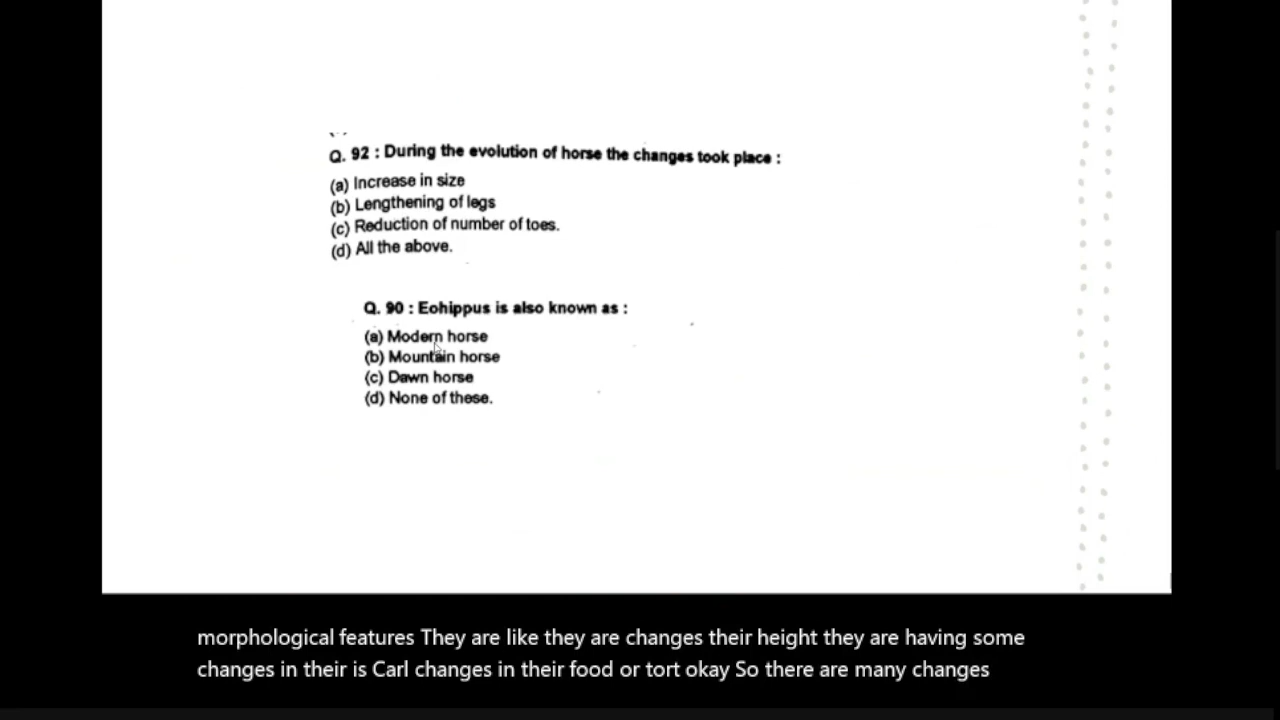 Q. 92 : During the evolution of horse the changes took place :
(a) Increase in size
(b) Lengthening of legs
(c) Reduction of number of toes.
(d) All the above.
Q. 90 : Eohippus is also known as :
(a) Modern horse
(b) Mountain horse
(c) Dawn horse
(d) None of these.
morphological features They are like they are changes their height they are having some
changes in their is Carl changes in their food or tort okay So there are many changes